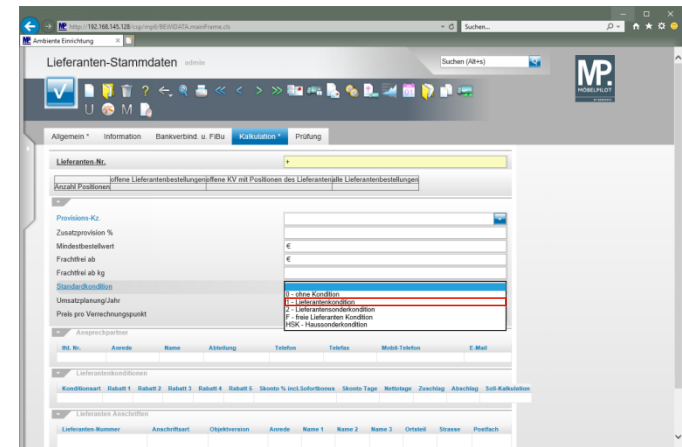 http://192.168.145.128/csp/mp8/BEWIDATA.mainFrame.cls
Suchen...
Ambiente Einrichtung
Lieferanten-Stammdaten admin
Suchen (Alt+s)
MP.
MÖBELPILOT
Allgemein *
Information
Bankverbind. u. FiBu
Kalkulation *
Prüfung
Lieferanten-Nr.
+
offene Lieferantenbestellungen offene KV mit Positionen des Lieferanten alle Lieferantenbestellungen
Anzahl Positionen
Provisions-Kz.
Zusatzprovision %
Mindestbestellwert €
Frachtfrei ab €
Frachtfrei ab kg
Standardkondition
0 - ohne Kondition
1 - Lieferantenkondition
2 - Lieferantensonderkondition
F - freie Lieferanten Kondition
HSK - Haussonderkondition
Umsatzplanung/Jahr
Preis pro Verrechnungspunkt
Ansprechpartner
lfd. Nr. Anrede Name Abteilung Telefon Telefax Mobil-Telefon E-Mail
Lieferantenkonditionen
Konditionsart Rabatt 1 Rabatt 2 Rabatt 3 Rabatt 4 Rabatt 5 Skonto % incl.Sofortbonus Skonto Tage Nettotage Zuschlag Abschlag Soll-Kalkulation
Lieferanten Anschriften
Lieferanten-Nummer Anschriftsart Objektversion Anrede Name 1 Name 2 Name 3 Ortsteil Strasse Postfach